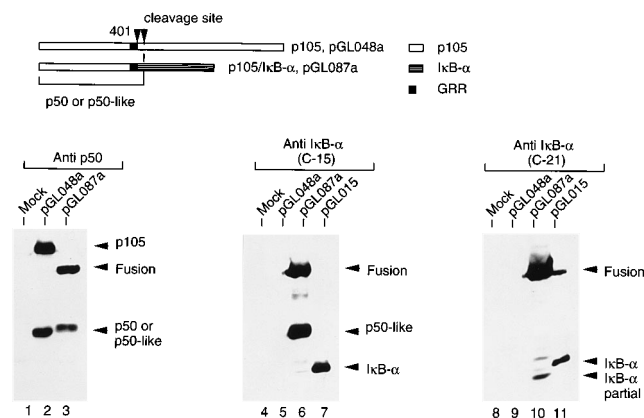 cleavage site
401
p105, pGL048a
p105/IκB-α, pGL087a
p50 or p50-like
p105
IκB-α
GRR
Anti p50
Mock
pGL048a
pGL087a
p105
Fusion
p50 or
p50-like
1 2 3
Anti IκB-α
(C-15)
Mock
pGL048a
pGL087a
pGL015
Fusion
p50-like
IκB-α
4 5 6 7
Anti IκB-α
(C-21)
Mock
pGL048a
pGL087a
pGL015
Fusion
IκB-α
IκB-α
partial
8 9 10 11